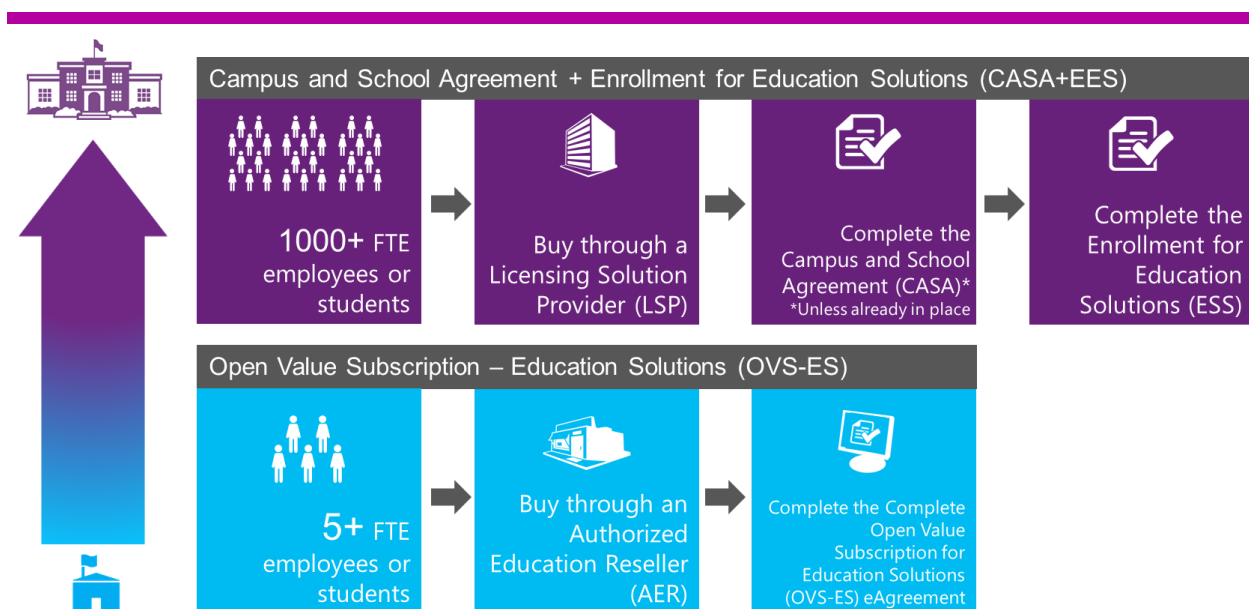 Campus and School Agreement + Enrollment for Education Solutions (CASA+EES)
1000+ FTE
employees or
students
Buy through a
Licensing Solution
Provider (LSP)
Complete the
Campus and School
Agreement (CASA)*
*Unless already in place
Complete the
Enrollment for
Education
Solutions (ESS)
Open Value Subscription – Education Solutions (OVS-ES)
5+ FTE
employees or
students
Buy through an
Authorized
Education Reseller
(AER)
Complete the Complete
Open Value
Subscription for
Education Solutions
(OVS-ES) eAgreement